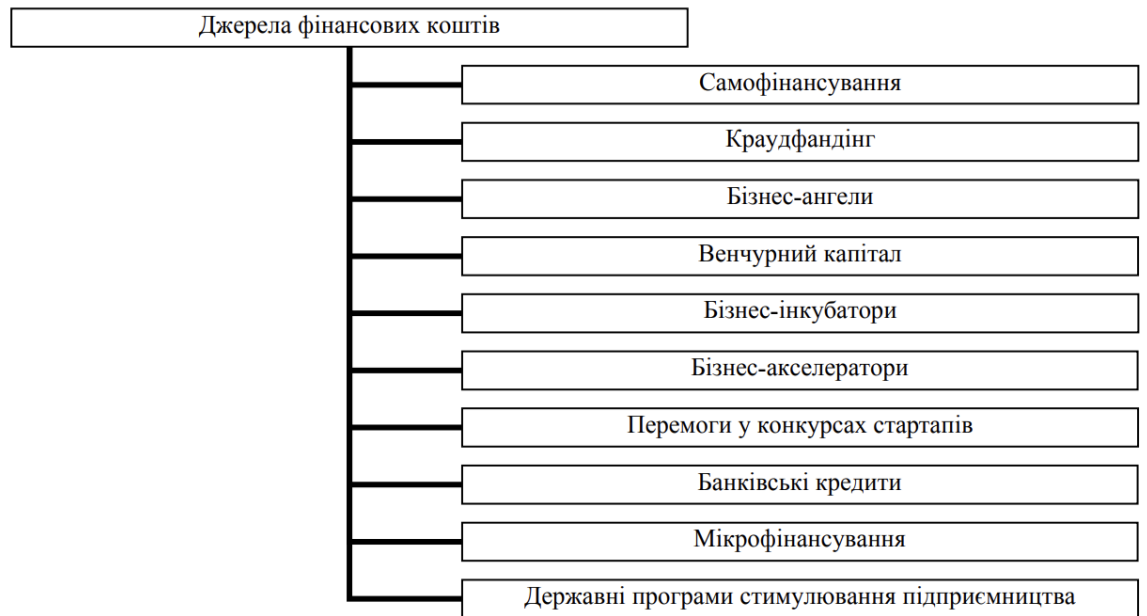 Джерела фінансових коштів
Самофінансування
Краудфандінг
Бізнес-ангели
Венчурний капітал
Бізнес-інкубатори
Бізнес-акселератори
Перемоги у конкурсах стартапів
Банківські кредити
Мікрофінансування
Державні програми стимулювання підприємництва